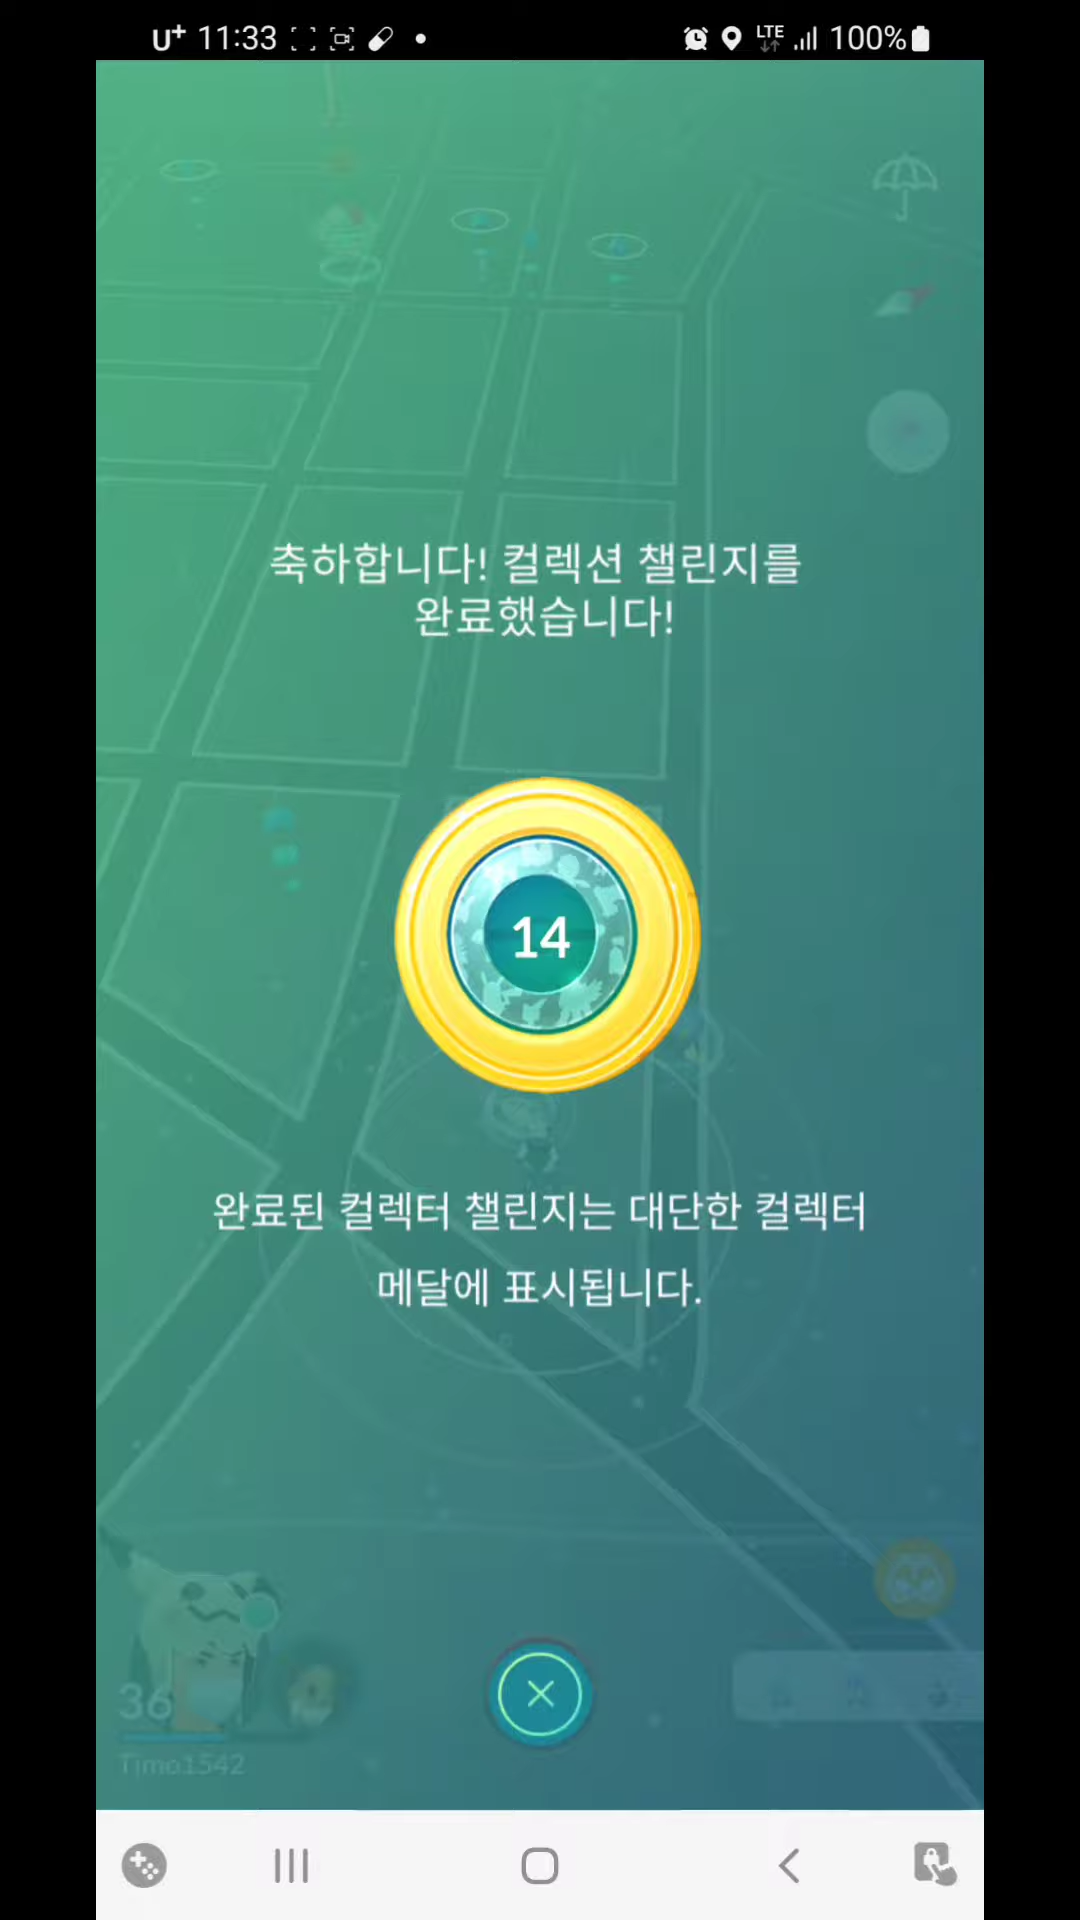 U+ 11:33 LTE 100%
축하합니다! 컬렉션 챌린지를
완료했습니다!
14
완료된 컬렉터 챌린지는 대단한 컬렉터
메달에 표시됩니다.
36
Timo1542